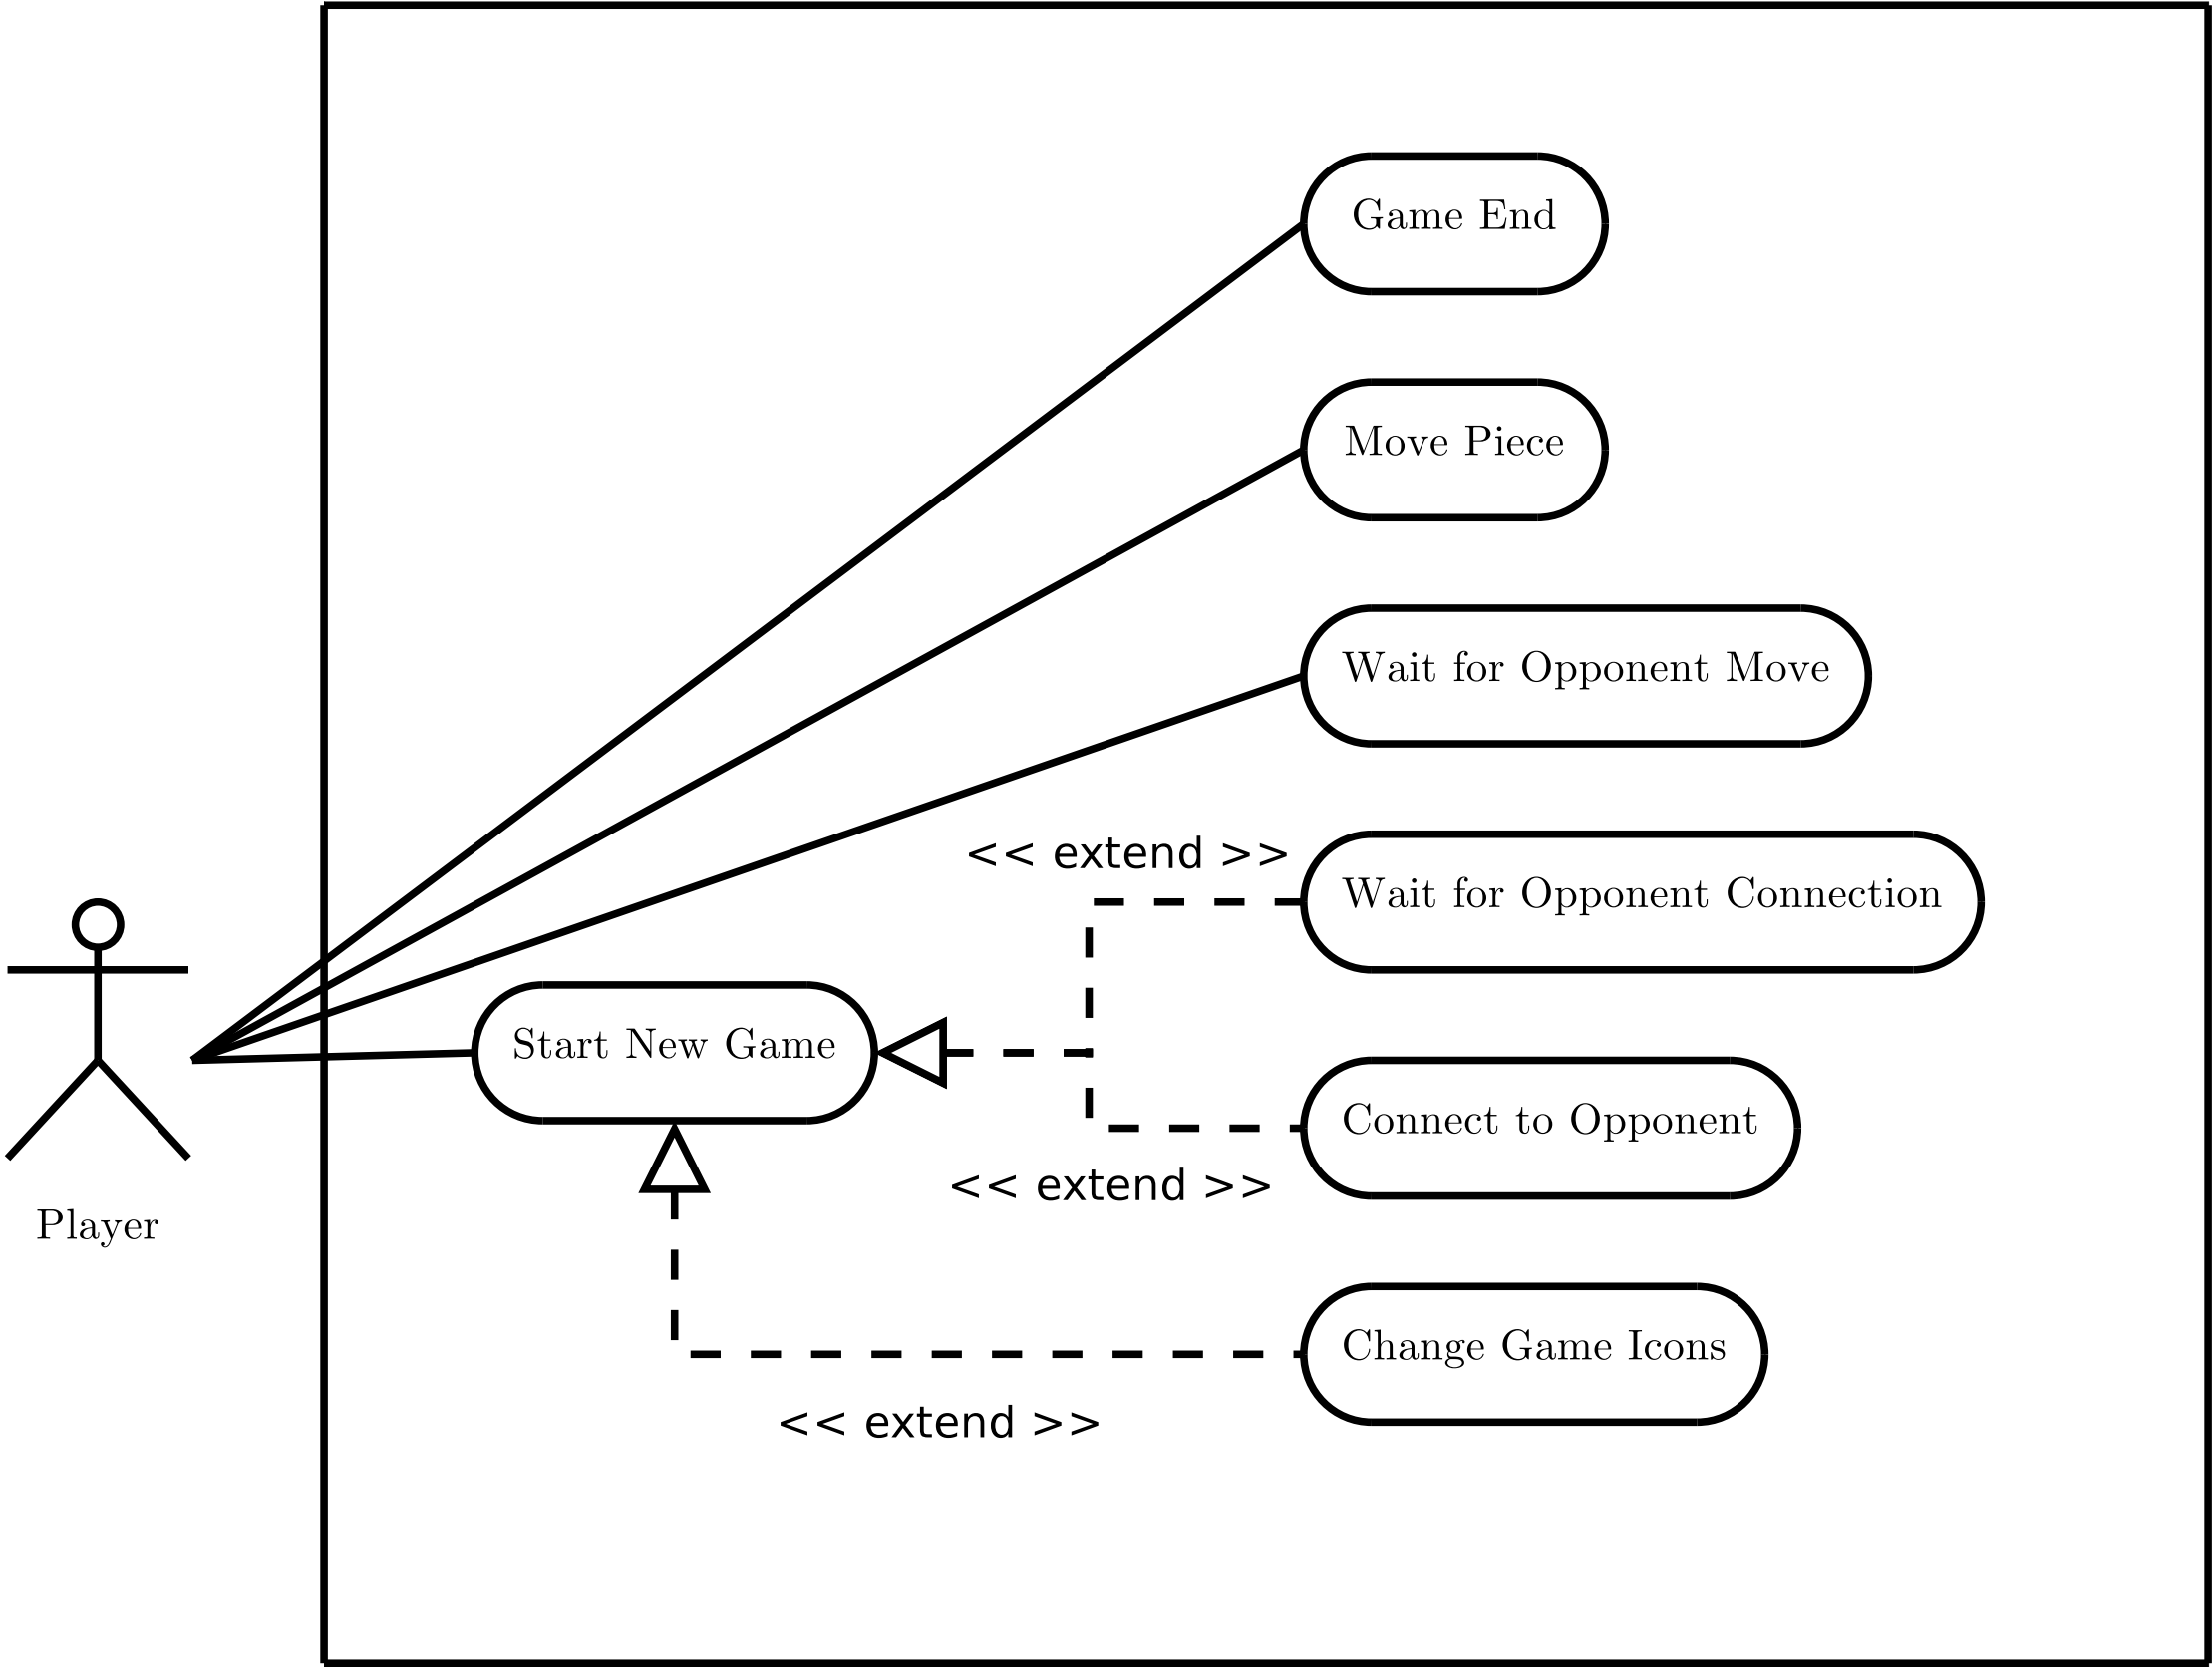 Game End
Move Piece
Wait for Opponent Move
<< extend >>
Wait for Opponent Connection
Start New Game
Connect to Opponent
<< extend >>
Player
Change Game Icons
<< extend >>